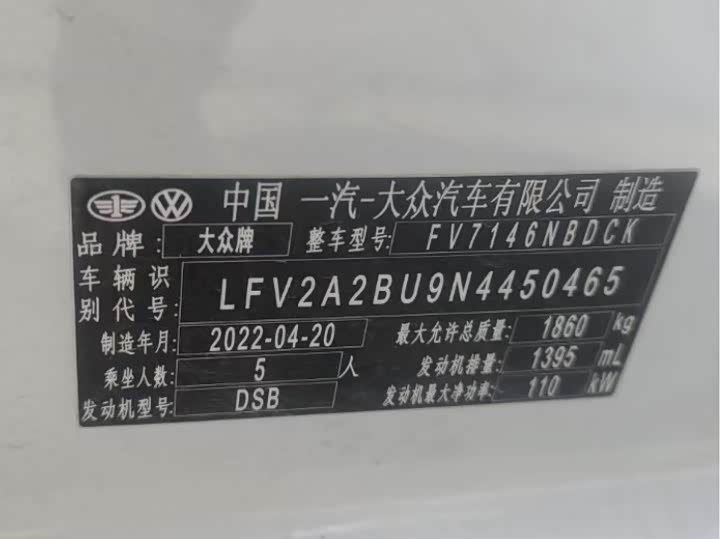 中国 一汽-大众汽车有限公司 制造
品牌: 大众牌 整车型号: FV7146NBDCK
车辆识别代号: LFV2A2BU9N4450465
制造年月: 2022-04-20 最大允许总质量: 1860 kg
乘坐人数: 5 人 发动机排量: 1395 mL
发动机型号: DSB 发动机最大净功率: 110 kW